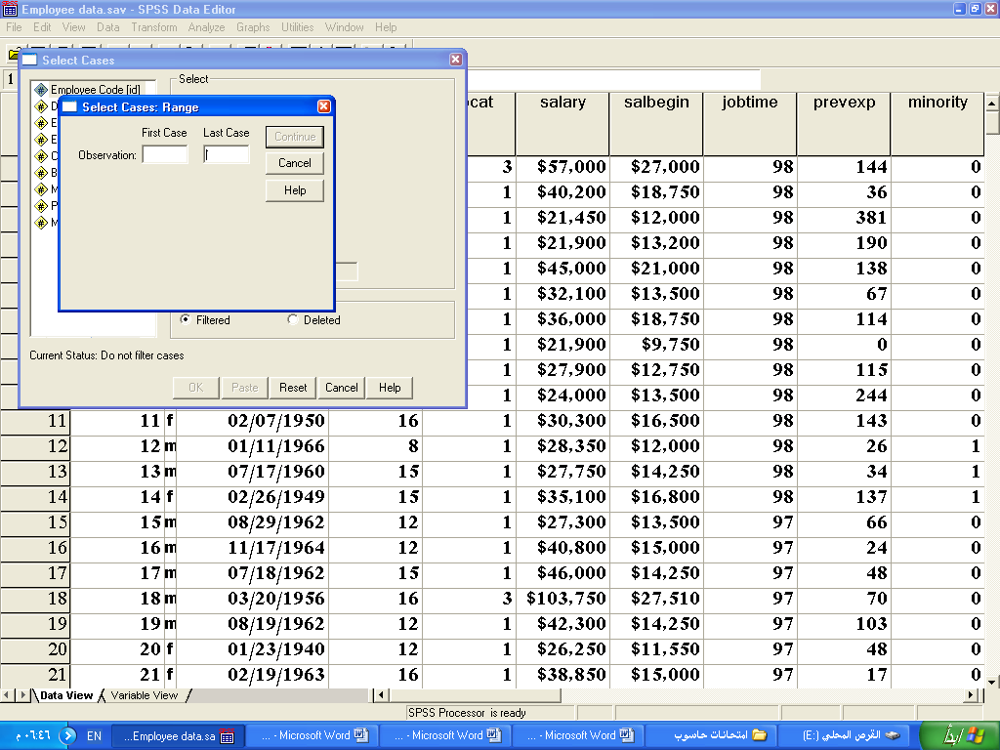 Employee data.sav - SPSS Data Editor
File Edit View Data Transform Analyze Graphs Utilities Window Help
Select Cases
1
Employee Code [id]
Select
Select Cases: Range
First Case Last Case
Observation:
Continue
Cancel
Help
Filtered Deleted
Current Status: Do not filter cases
OK Paste Reset Cancel Help
salary salbegin jobtime prevexp minority
3 $57,000 $27,000 98 144 0
1 $40,200 $18,750 98 36 0
1 $21,450 $12,000 98 381 0
1 $21,900 $13,200 98 190 0
1 $45,000 $21,000 98 138 0
1 $32,100 $13,500 98 67 0
1 $36,000 $18,750 98 114 0
1 $21,900 $9,750 98 0 0
1 $27,900 $12,750 98 115 0
1 $24,000 $13,500 98 244 0
11 11 f 02/07/1950 16 1 $30,300 $16,500 98 143 0
12 12 m 01/11/1966 8 1 $28,350 $12,000 98 26 1
13 13 m 07/17/1960 15 1 $27,750 $14,250 98 34 1
14 14 f 02/26/1949 15 1 $35,100 $16,800 98 137 1
15 15 m 08/29/1962 12 1 $27,300 $13,500 97 66 0
16 16 m 11/17/1964 12 1 $40,800 $15,000 97 24 0
17 17 m 07/18/1962 15 1 $46,000 $14,250 97 48 0
18 18 m 03/20/1956 16 3 $103,750 $27,510 97 70 0
19 19 m 08/19/1962 12 1 $42,300 $14,250 97 103 0
20 20 f 01/23/1940 12 1 $26,250 $11,550 97 48 0
21 21 f 02/19/1963 16 1 $38,850 $15,000 97 17 0
Data View Variable View
SPSS Processor is ready
٠٦:٤٦ م EN ...Employee data.sa ... - Microsoft Word ... - Microsoft Word ... - Microsoft Word امتحانات حاسوب القرص المحلي (E:) ابدأ